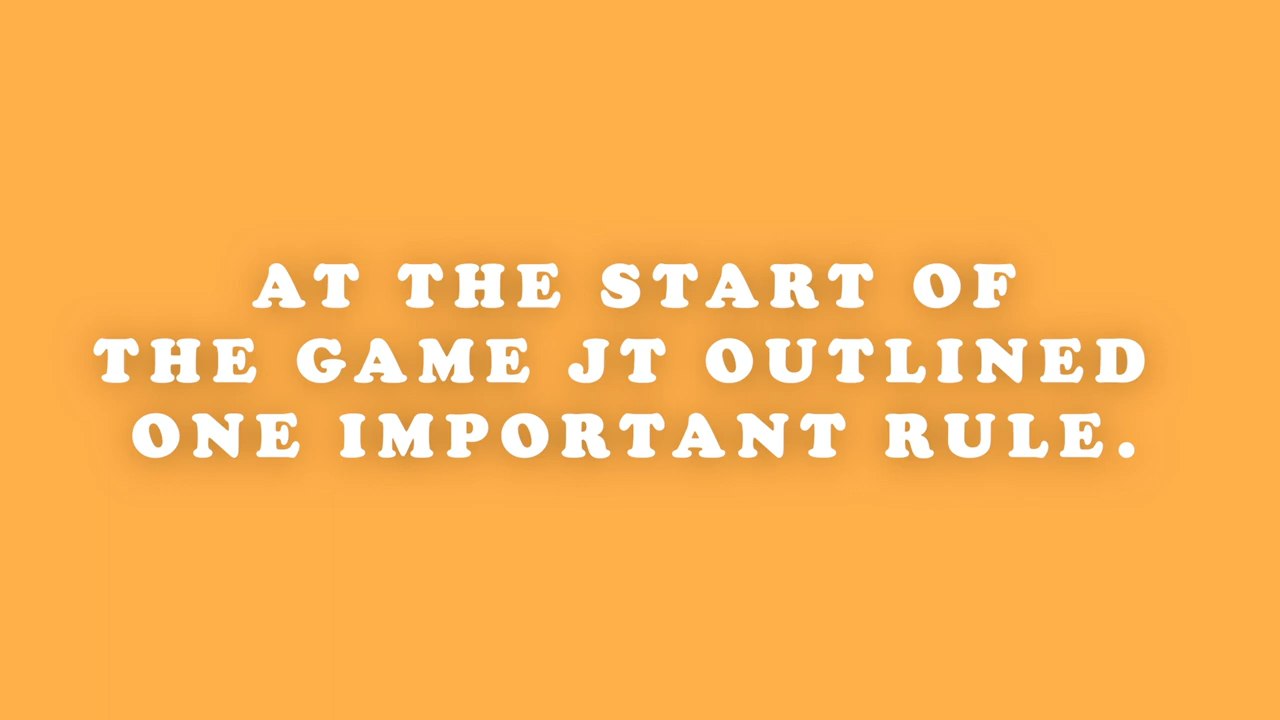 AT THE START OF
THE GAME JT OUTLINED
ONE IMPORTANT RULE.